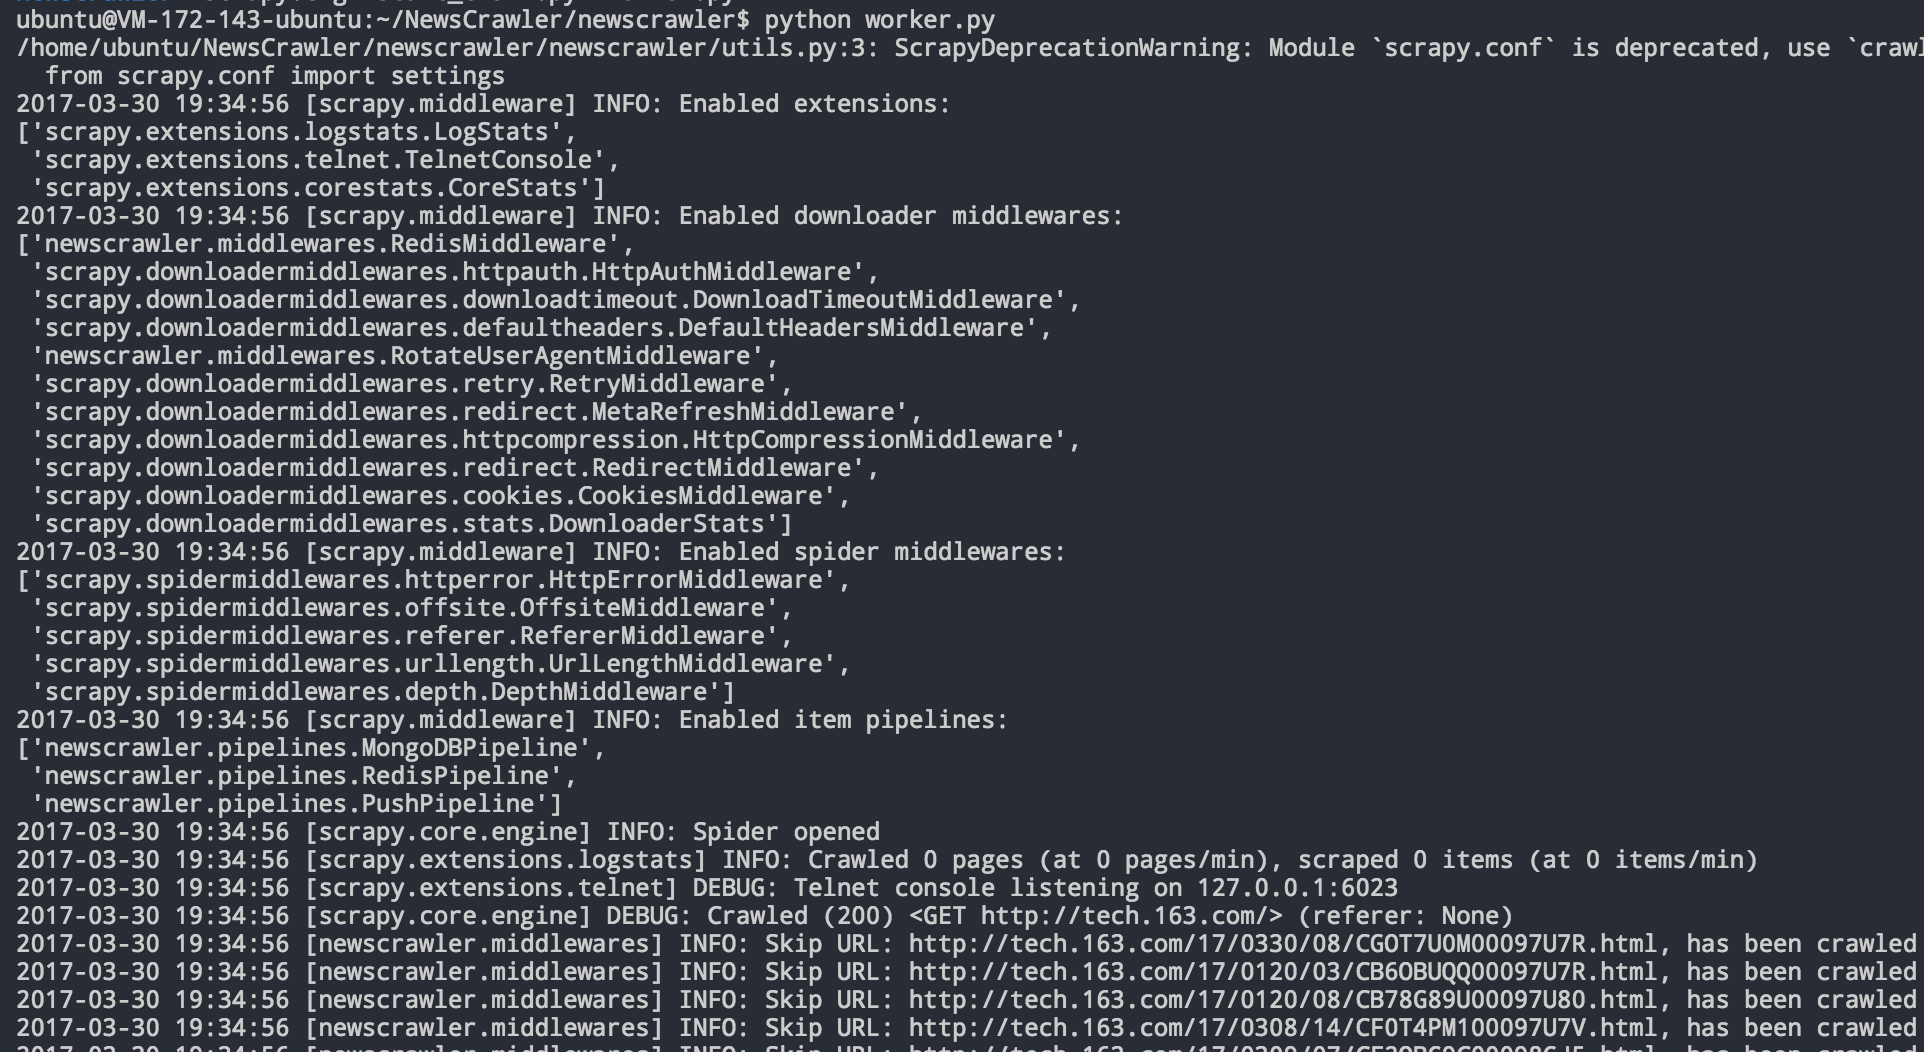 ubuntu@VM-172-143-ubuntu:~/NewsCrawler/newscrawler$ python worker.py
/home/ubuntu/NewsCrawler/newscrawler/newscrawler/utils.py:3: ScrapyDeprecationWarning: Module `scrapy.conf` is deprecated, use `crawl
  from scrapy.conf import settings
2017-03-30 19:34:56 [scrapy.middleware] INFO: Enabled extensions:
['scrapy.extensions.logstats.LogStats',
 'scrapy.extensions.telnet.TelnetConsole',
 'scrapy.extensions.corestats.CoreStats']
2017-03-30 19:34:56 [scrapy.middleware] INFO: Enabled downloader middlewares:
['newscrawler.middlewares.RedisMiddleware',
 'scrapy.downloadermiddlewares.httpauth.HttpAuthMiddleware',
 'scrapy.downloadermiddlewares.downloadtimeout.DownloadTimeoutMiddleware',
 'scrapy.downloadermiddlewares.defaultheaders.DefaultHeadersMiddleware',
 'newscrawler.middlewares.RotateUserAgentMiddleware',
 'scrapy.downloadermiddlewares.retry.RetryMiddleware',
 'scrapy.downloadermiddlewares.redirect.MetaRefreshMiddleware',
 'scrapy.downloadermiddlewares.httpcompression.HttpCompressionMiddleware',
 'scrapy.downloadermiddlewares.redirect.RedirectMiddleware',
 'scrapy.downloadermiddlewares.cookies.CookiesMiddleware',
 'scrapy.downloadermiddlewares.stats.DownloaderStats']
2017-03-30 19:34:56 [scrapy.middleware] INFO: Enabled spider middlewares:
['scrapy.spidermiddlewares.httperror.HttpErrorMiddleware',
 'scrapy.spidermiddlewares.offsite.OffsiteMiddleware',
 'scrapy.spidermiddlewares.referer.RefererMiddleware',
 'scrapy.spidermiddlewares.urllength.UrlLengthMiddleware',
 'scrapy.spidermiddlewares.depth.DepthMiddleware']
2017-03-30 19:34:56 [scrapy.middleware] INFO: Enabled item pipelines:
['newscrawler.pipelines.MongoDBPipeline',
 'newscrawler.pipelines.RedisPipeline',
 'newscrawler.pipelines.PushPipeline']
2017-03-30 19:34:56 [scrapy.core.engine] INFO: Spider opened
2017-03-30 19:34:56 [scrapy.extensions.logstats] INFO: Crawled 0 pages (at 0 pages/min), scraped 0 items (at 0 items/min)
2017-03-30 19:34:56 [scrapy.extensions.telnet] DEBUG: Telnet console listening on 127.0.0.1:6023
2017-03-30 19:34:56 [scrapy.core.engine] DEBUG: Crawled (200) <GET http://tech.163.com/> (referer: None)
2017-03-30 19:34:56 [newscrawler.middlewares] INFO: Skip URL: http://tech.163.com/17/0330/08/CGOT7U0M00097U7R.html, has been crawled
2017-03-30 19:34:56 [newscrawler.middlewares] INFO: Skip URL: http://tech.163.com/17/0120/03/CB6OBUQQ00097U7R.html, has been crawled
2017-03-30 19:34:56 [newscrawler.middlewares] INFO: Skip URL: http://tech.163.com/17/0120/08/CB78G89U00097U80.html, has been crawled
2017-03-30 19:34:56 [newscrawler.middlewares] INFO: Skip URL: http://tech.163.com/17/0308/14/CF0T4PM100097U7V.html, has been crawled